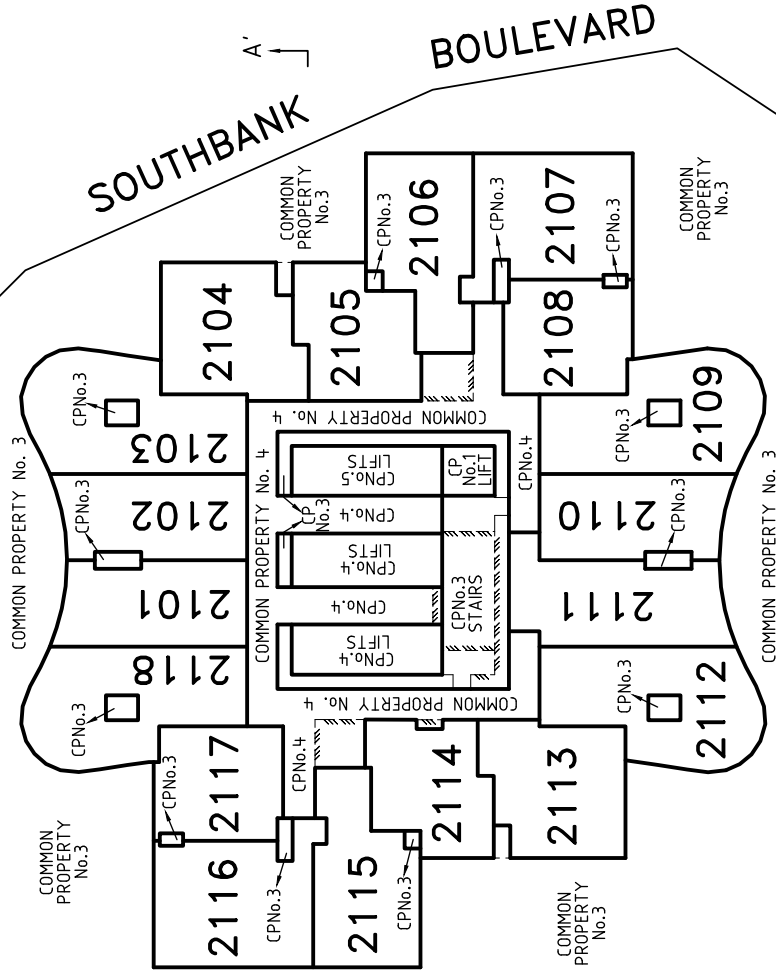 A'
SOUTHBANK
BOULEVARD
COMMON
PROPERTY
No.3
COMMON
PROPERTY
No.3
2104
2105
CPNo.3
2106
CPNo.3
2107
CPNo.3
2108
CPNo.3
2103
CPNo.3
2109
COMMON PROPERTY No. 4
COMMON PROPERTY No. 3
CPNo.3
2102
COMMON PROPERTY No. 4
CPNo.5
LIFTS
CP
No.1
LIFT
CPNo.4
CPNo.4
CP
No.3
CPNo.4
LIFTS
CPNo.4
CPNo.4
LIFTS
CPNo.3
STAIRS
2110
CPNo.3
2101
2111
COMMON PROPERTY No. 3
CPNo.3
2118
CPNo.3
2112
COMMON PROPERTY No. 4
CPNo.4
CPNo.3
2117
2114
2113
2116
CPNo.3
2115
CPNo.3
COMMON
PROPERTY
No.3
COMMON
PROPERTY
No.3